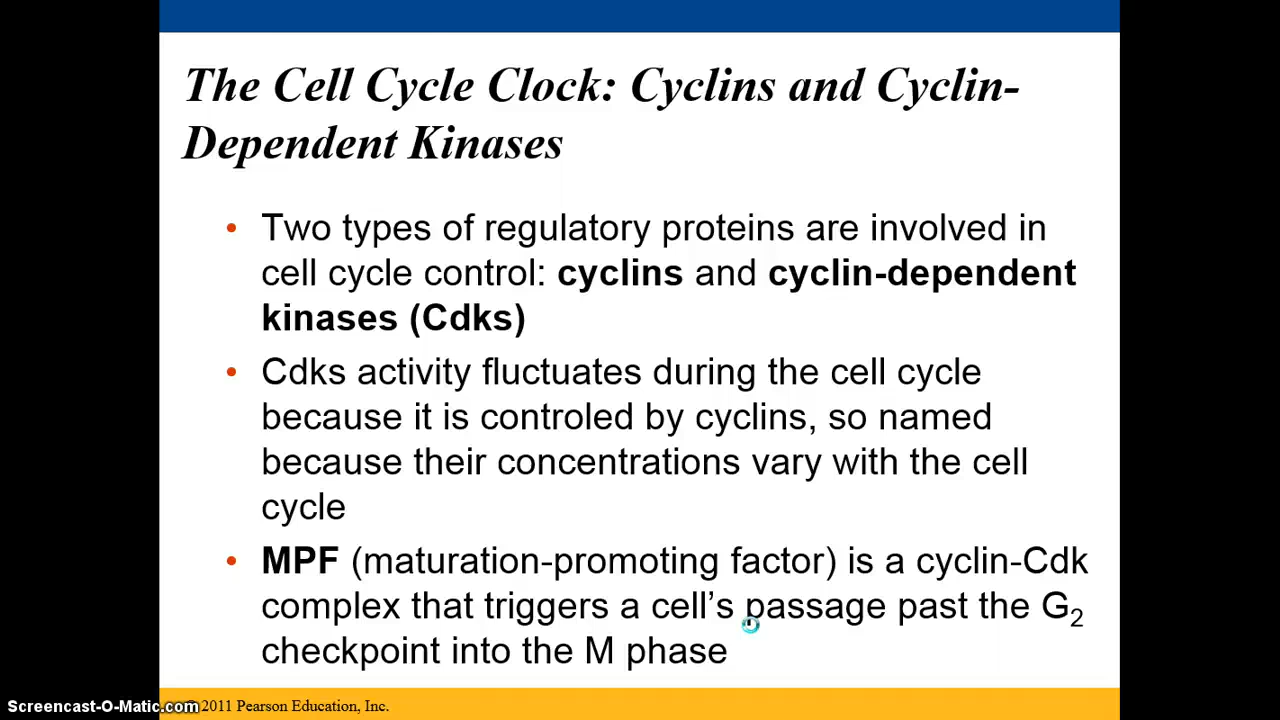 The Cell Cycle Clock: Cyclins and Cyclin-
Dependent Kinases
• Two types of regulatory proteins are involved in
cell cycle control: cyclins and cyclin-dependent
kinases (Cdks)
• Cdks activity fluctuates during the cell cycle
because it is controled by cyclins, so named
because their concentrations vary with the cell
cycle
• MPF (maturation-promoting factor) is a cyclin-Cdk
complex that triggers a cell's passage past the G₂
checkpoint into the M phase
Screencast-O-Matic.com 2011 Pearson Education, Inc.